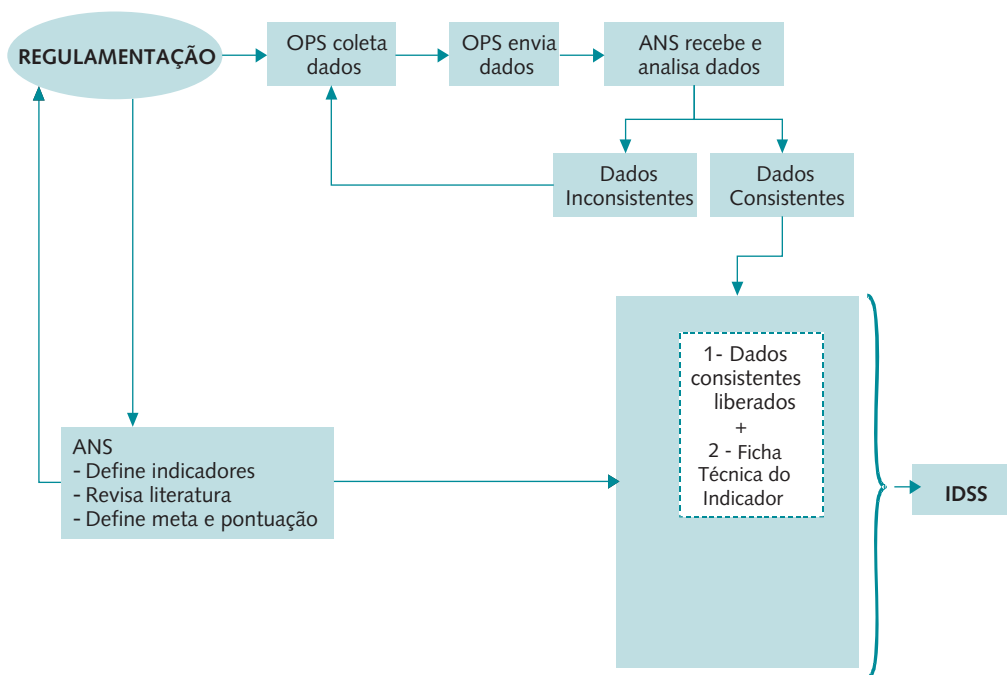 REGULAMENTAÇÃO
OPS coleta
dados
OPS envia
dados
ANS recebe e
analisa dados
Dados
Inconsistentes
Dados
Consistentes
1- Dados
consistentes
liberados
+
2 - Ficha
Técnica do
Indicador
ANS
- Define indicadores
- Revisa literatura
- Define meta e pontuação
IDSS